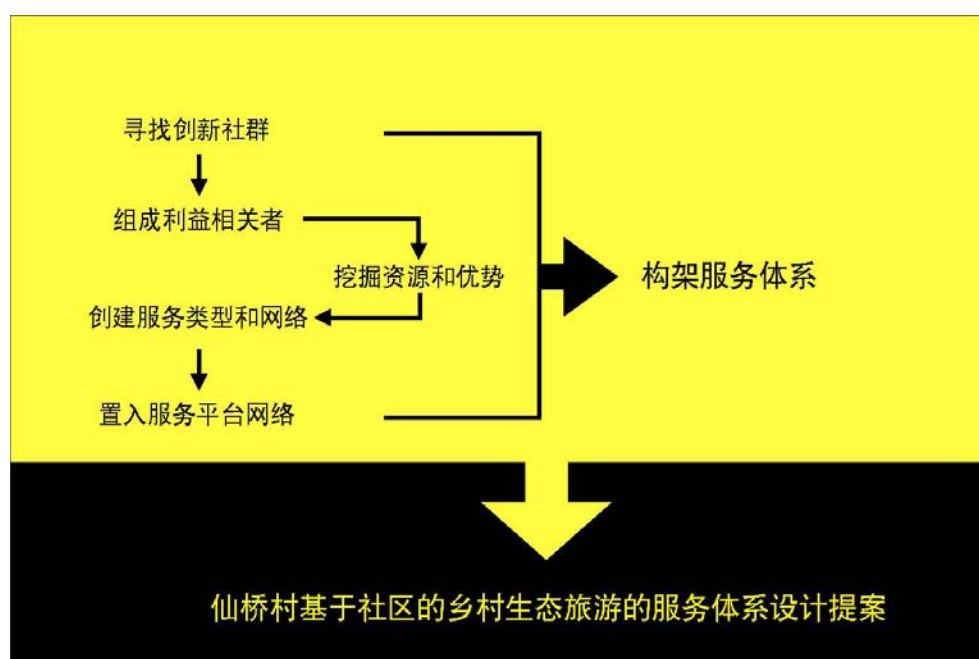 寻找创新社群
组成利益相关者
挖掘资源和优势
创建服务类型和网络
置入服务平台网络
构架服务体系
仙桥村基于社区的乡村生态旅游的服务体系设计提案